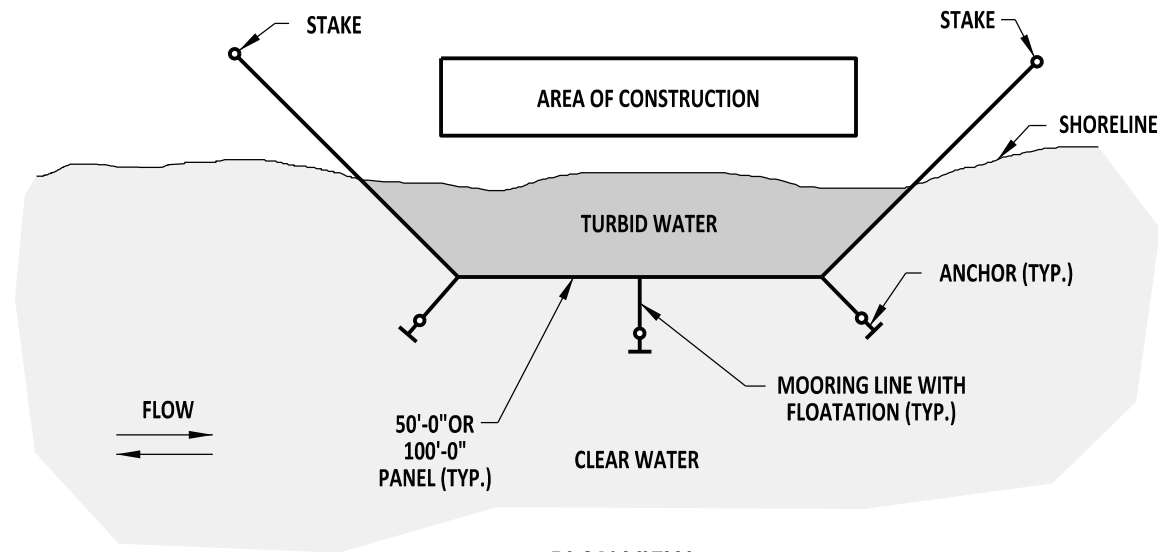 STAKE
STAKE
AREA OF CONSTRUCTION
SHORELINE
TURBID WATER
ANCHOR (TYP.)
MOORING LINE WITH
FLOATATION (TYP.)
FLOW
50'-0"OR
100'-0"
PANEL (TYP.)
CLEAR WATER